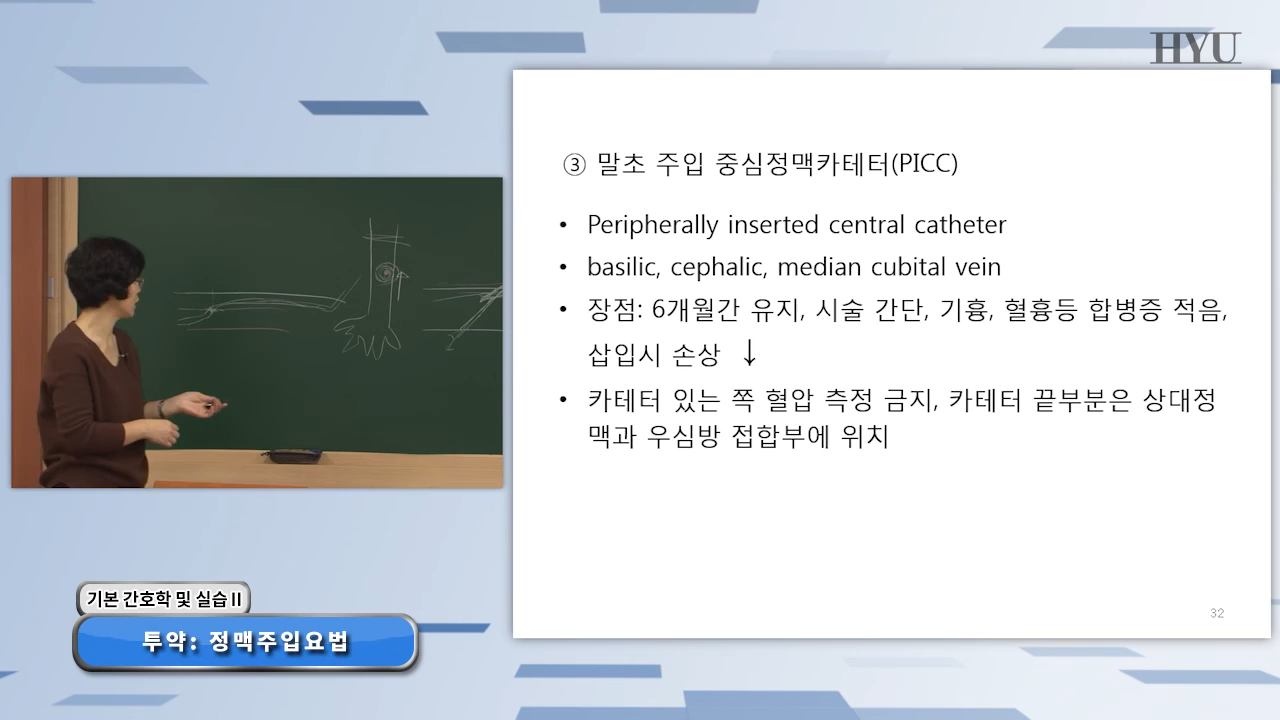 HYU
③ 말초 주입 중심정맥카테터(PICC)
• Peripherally inserted central catheter
• basilic, cephalic, median cubital vein
• 장점: 6개월간 유지, 시술 간단, 기흉, 혈흉등 합병증 적음,
삽입시 손상 ↓
• 카테터 있는 쪽 혈압 측정 금지, 카테터 끝부분은 상대정
맥과 우심방 접합부에 위치
32
기본 간호학 및 실습 II
투약: 정맥주입요법